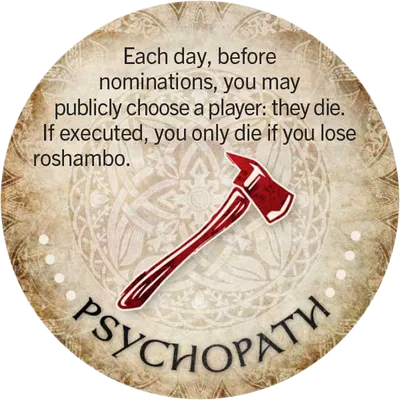 Each day, before
nominations, you may
publicly choose a player: they die.
If executed, you only die if you lose
roshambo.
PSYCHOPATH